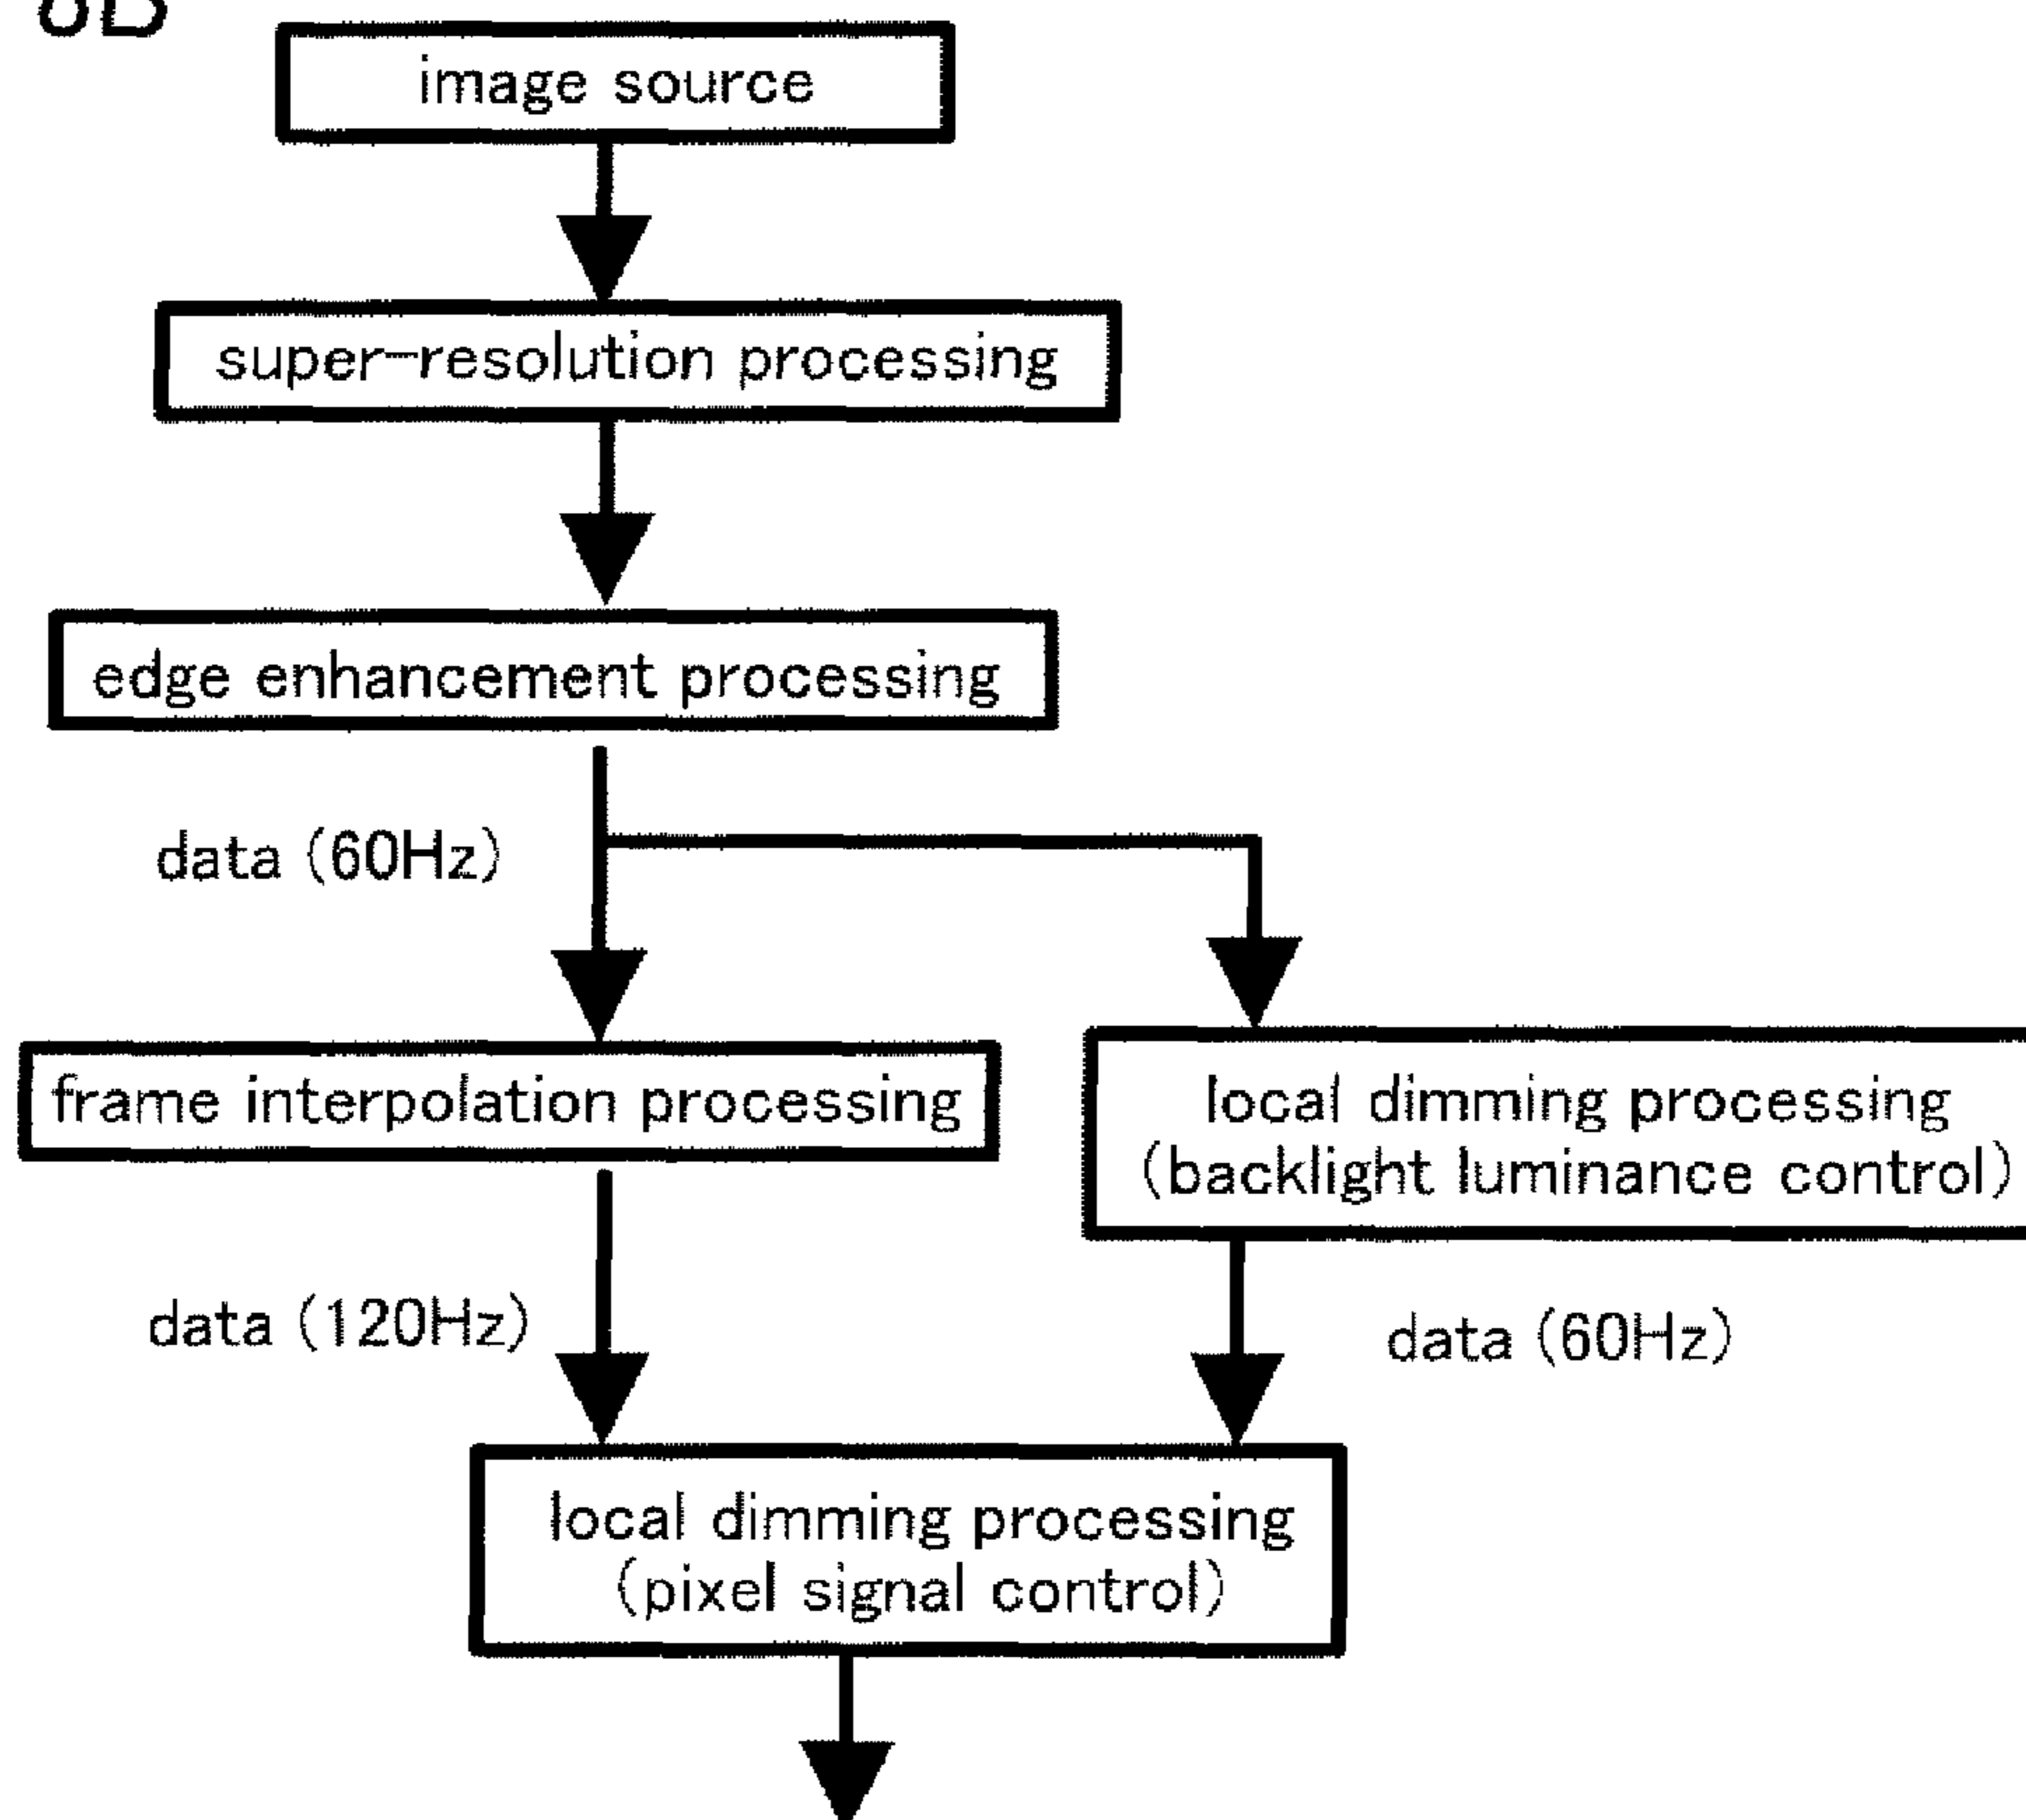 image source
super-resolution processing
edge enhancement processing
data (60Hz)
frame interpolation processing
local dimming processing
(backlight luminance control)
data (120Hz)
data (60Hz)
local dimming processing
(pixel signal control)